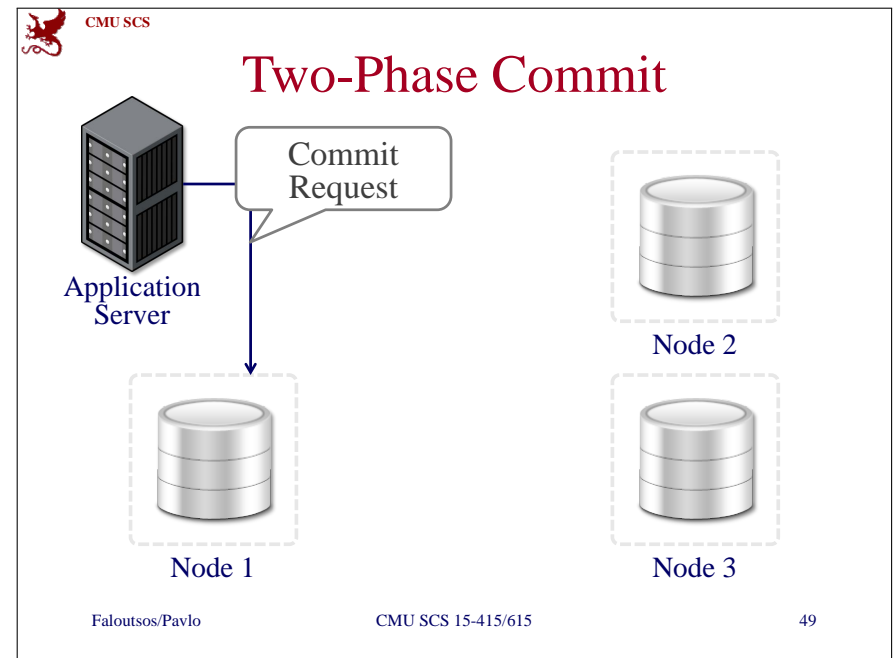 CMU SCS
Two-Phase Commit
Commit
Request
Application
Server
Node 2
Node 1
Node 3
Faloutsos/Pavlo
CMU SCS 15-415/615
49